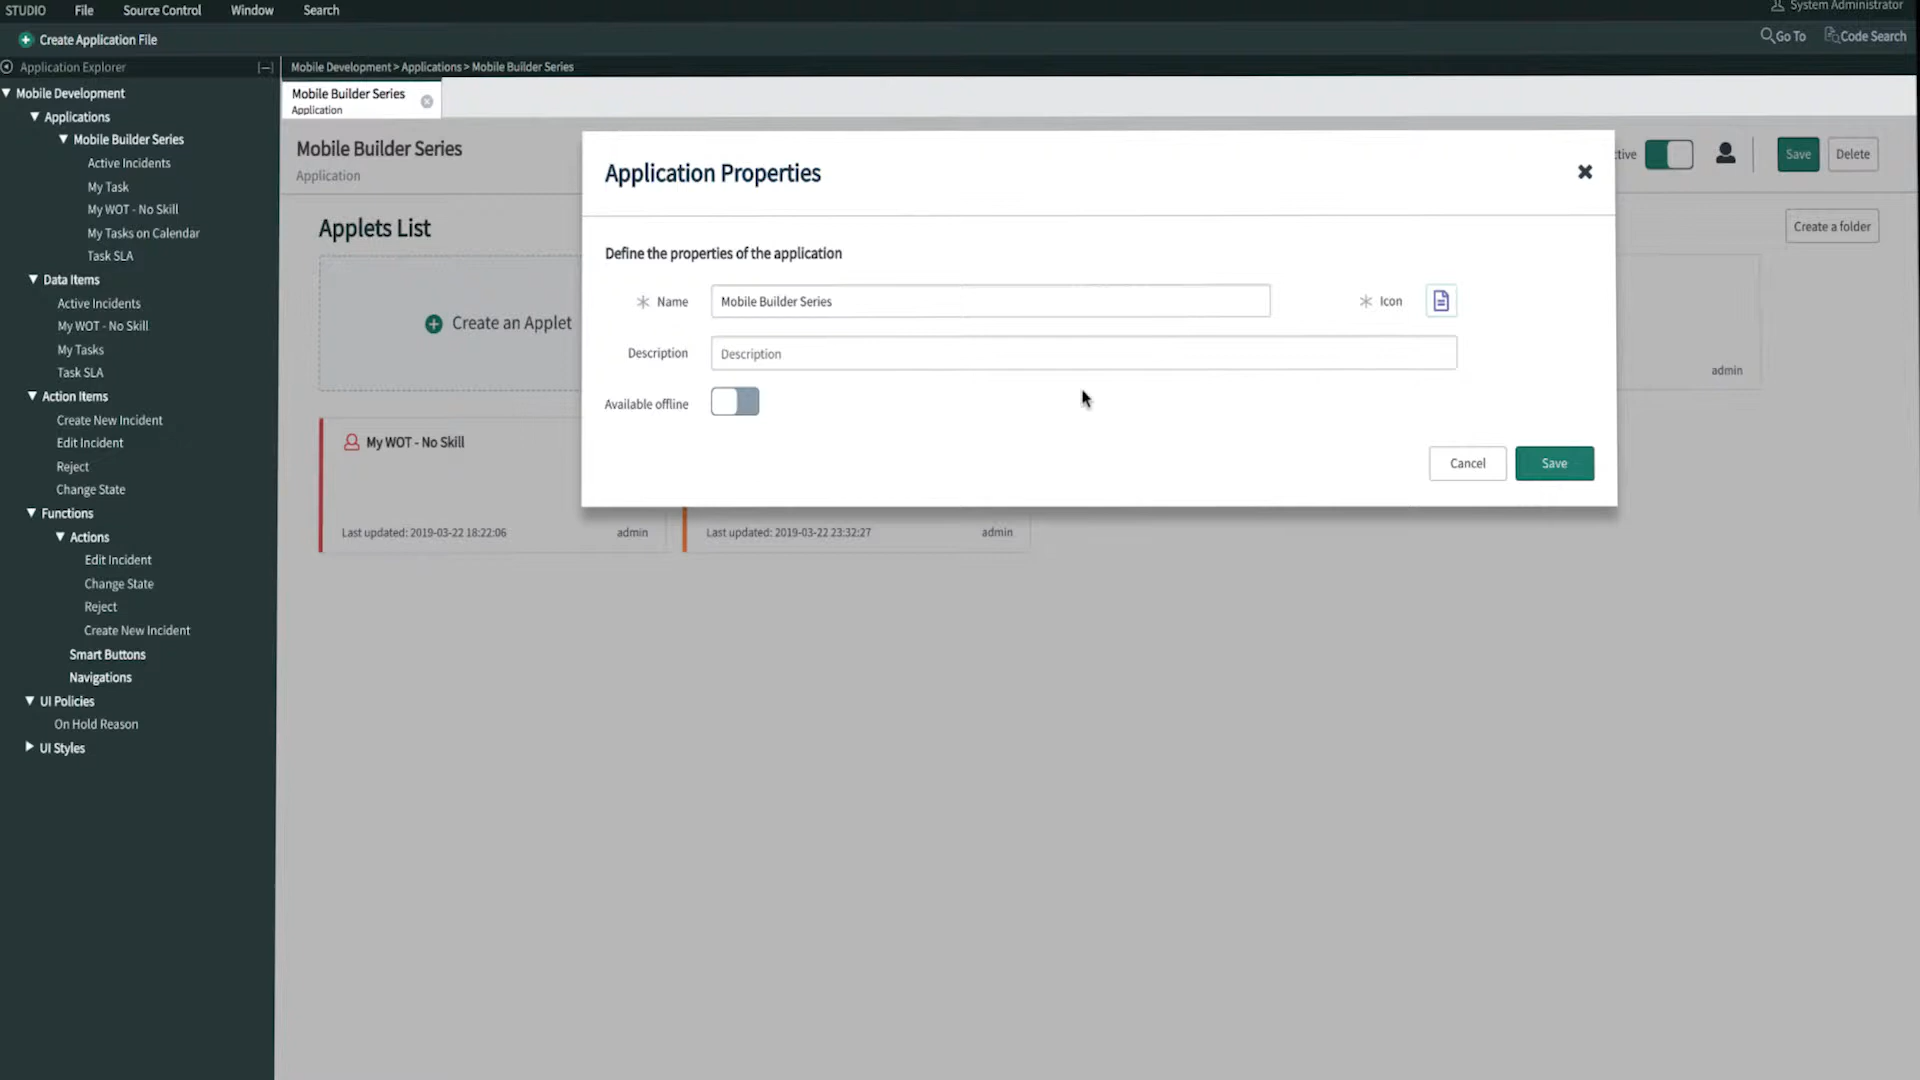 STUDIO File Source Control Window Search System Administrator
Create Application File Go To Code Search
Application Explorer
Mobile Development > Applications > Mobile Builder Series
Mobile Development
Applications
Mobile Builder Series
Active Incidents
My Task
My WOT - No Skill
My Tasks on Calendar
Task SLA
Data Items
Active Incidents
My WOT - No Skill
My Tasks
Task SLA
Action Items
Create New Incident
Edit Incident
Reject
Change State
Functions
Actions
Edit Incident
Change State
Reject
Create New Incident
Smart Buttons
Navigations
UI Policies
On Hold Reason
UI Styles
Mobile Builder Series
Application
Mobile Builder Series
Application
tive Save Delete
Applets List
Create a folder
Create an Applet
admin
My WOT - No Skill
Last updated: 2019-03-22 18:22:06 admin
Last updated: 2019-03-22 23:32:27 admin
Application Properties
Define the properties of the application
Name Mobile Builder Series Icon
Description Description
Available offline
Cancel Save